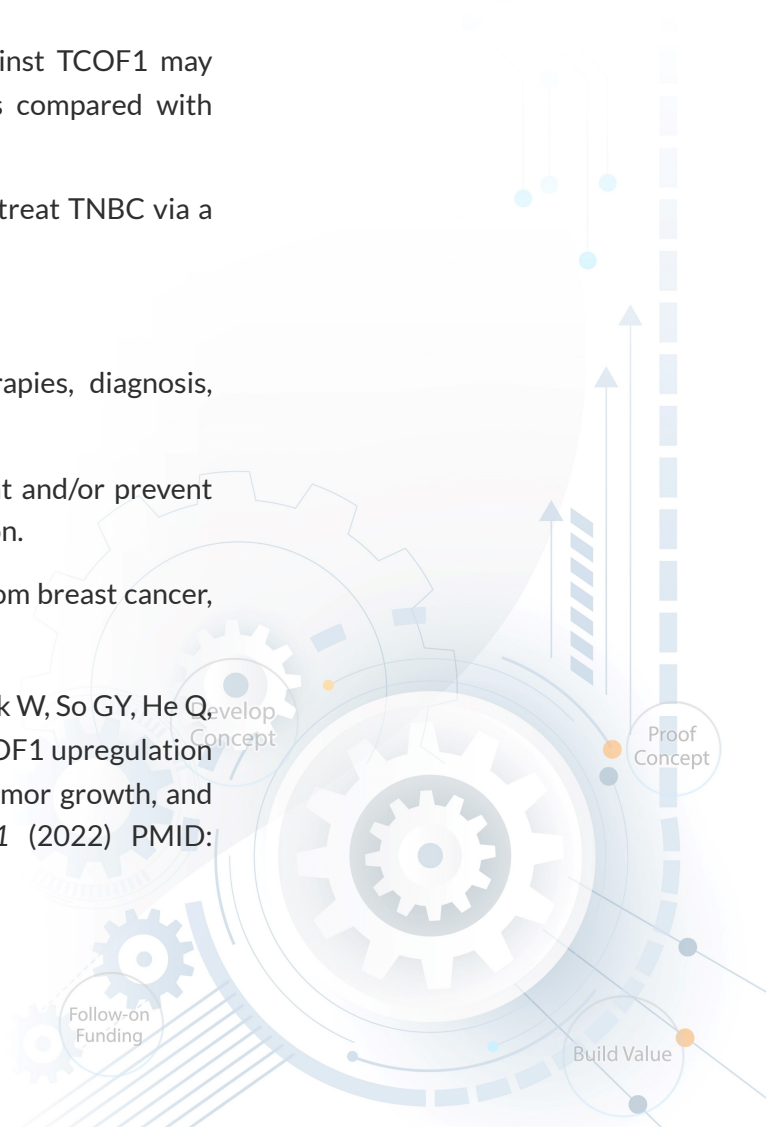 inst TCOF1 may
s compared with
treat TNBC via a
rapies, diagnosis,
t and/or prevent
on.
om breast cancer,
k W, So GY, He Q,
OF1 upregulation
mor growth, and
1 (2022) PMID:
Develop
Concept
Proof
Concept
Follow-on
Funding
Build Value